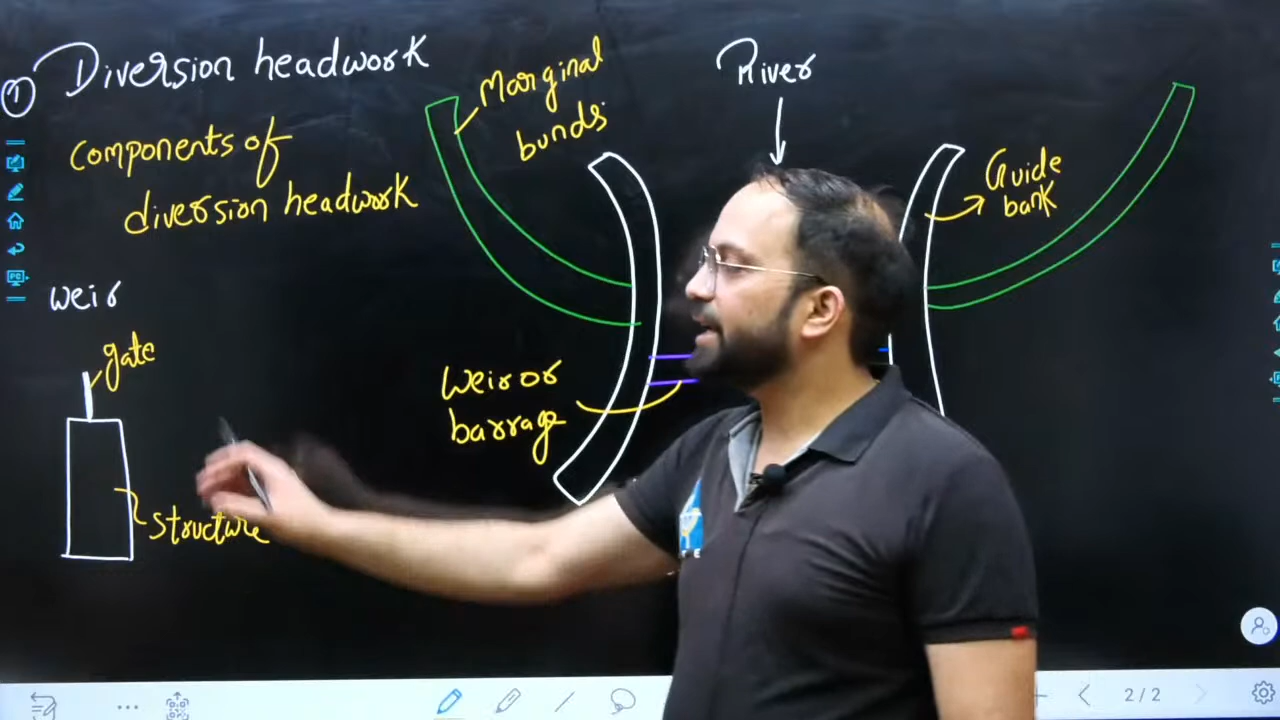 ① Diversion headwork
components of
diversion headwork
Marginal
bunds
River
Guide
bank
weir
gate
structure
Weir or
barrage
2/2